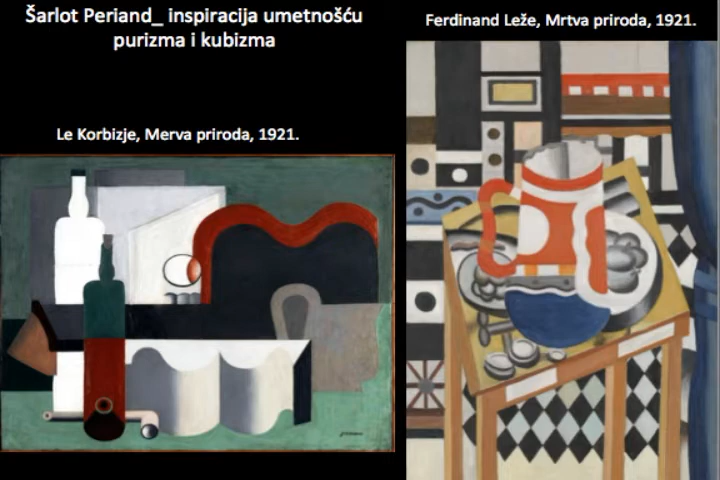 Šarlot Periand_ inspiracija umetnošću
purizma i kubizma
Ferdinand Leže, Mrtva priroda, 1921.
Le Korbizje, Merva priroda, 1921.